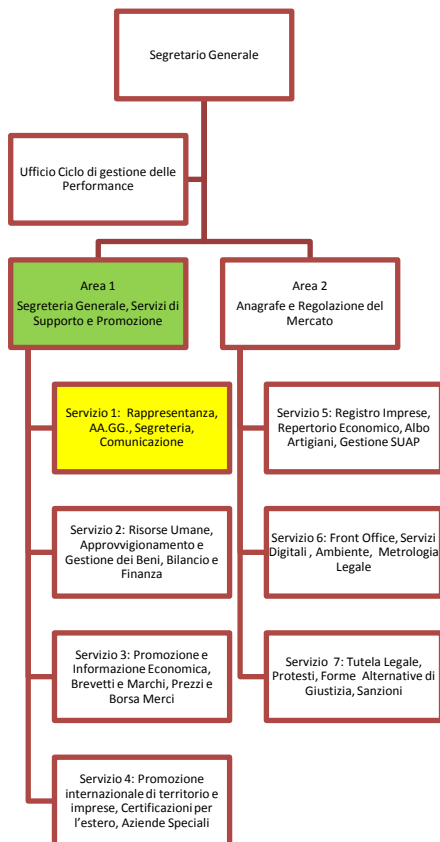 Segretario Generale
Ufficio Ciclo di gestione delle
Performance
Area 1
Segreteria Generale, Servizi di
Supporto e Promozione
Area 2
Anagrafe e Regolazione del
Mercato
Servizio 1: Rappresentanza,
AA.GG., Segreteria,
Comunicazione
Servizio 2: Risorse Umane,
Approvvigionamento e
Gestione dei Beni, Bilancio e
Finanza
Servizio 3: Promozione e
Informazione Economica,
Brevetti e Marchi, Prezzi e
Borsa Merci
Servizio 4: Promozione
internazionale di territorio e
imprese, Certificazioni per
l'estero, Aziende Speciali
Servizio 5: Registro Imprese,
Repertorio Economico, Albo
Artigiani, Gestione SUAP
Servizio 6: Front Office, Servizi
Digitali , Ambiente, Metrologia
Legale
Servizio 7: Tutela Legale,
Protesti, Forme Alternative di
Giustizia, Sanzioni